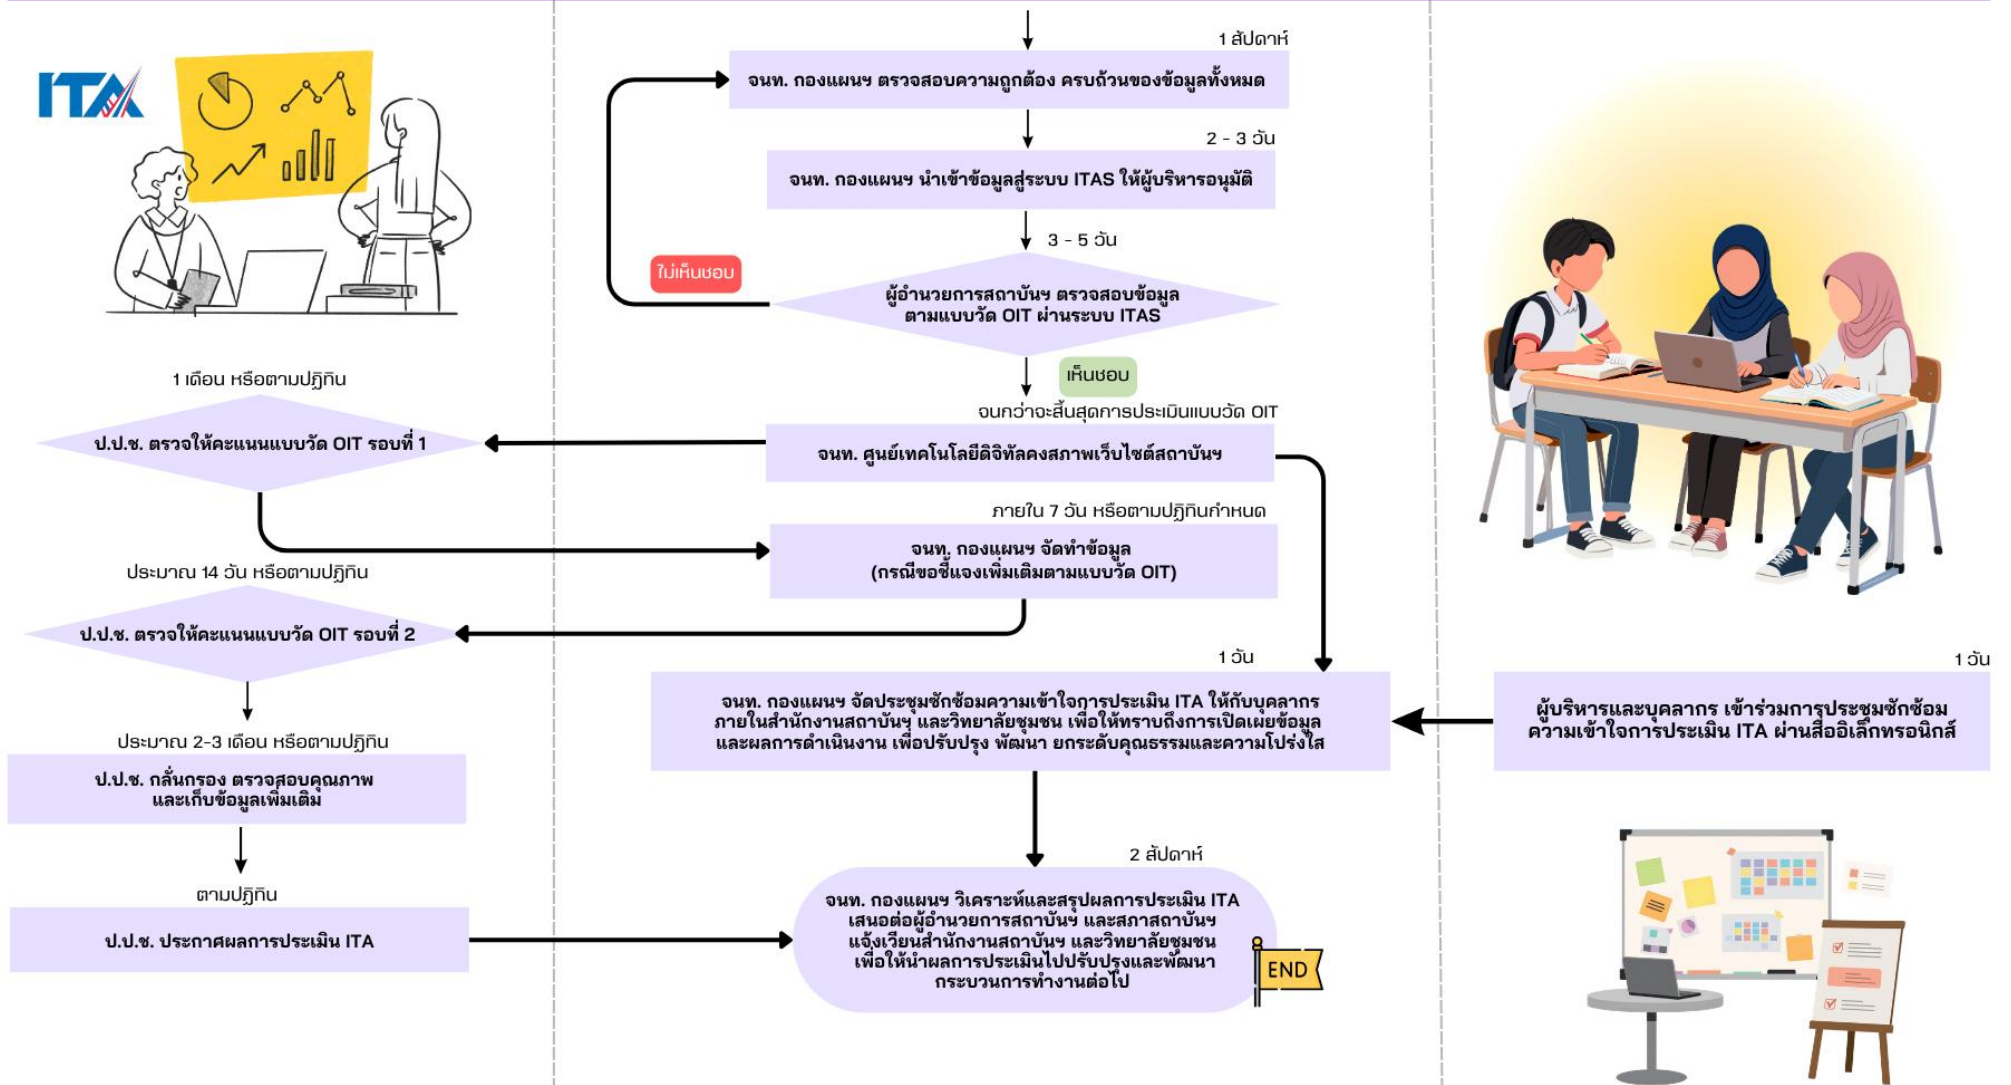 1 สัปดาห์
จนท. กองแผนฯ ตรวจสอบความถูกต้อง ครบถ้วนของข้อมูลทั้งหมด
ITA
2 - 3 วัน
จนท. กองแผนฯ นำเข้าข้อมูลสู่ระบบ ITAS ให้ผู้บริหารอนุมัติ
3 - 5 วัน
ไม่เห็นชอบ
ผู้อำนวยการสถาบันฯ ตรวจสอบข้อมูล
ตามแบบวัด OIT ผ่านระบบ ITAS
เห็นชอบ
จนกว่าจะสิ้นสุดการประเมินแบบวัด OIT
จนท. ศูนย์เทคโนโลยีดิจิทัลคงสภาพเว็บไซต์สถาบันฯ
1 เดือน หรือตามปฏิทิน
ป.ป.ช. ตรวจให้คะแนนแบบวัด OIT รอบที่ 1
ภายใน 7 วัน หรือตามปฏิทินกำหนด
จนท. กองแผนฯ จัดทำข้อมูล
(กรณีขอชี้แจงเพิ่มเติมตามแบบวัด OIT)
ประมาณ 14 วัน หรือตามปฏิทิน
ป.ป.ช. ตรวจให้คะแนนแบบวัด OIT รอบที่ 2
1 วัน
จนท. กองแผนฯ จัดประชุมซักซ้อมความเข้าใจการประเมิน ITA ให้กับบุคลากร
ภายในสำนักงานสถาบันฯ และวิทยาลัยชุมชน เพื่อให้ทราบถึงการเปิดเผยข้อมูล
และผลการดำเนินงาน เพื่อปรับปรุง พัฒนา ยกระดับคุณธรรมและความโปร่งใส
1 วัน
ผู้บริหารและบุคลากร เข้าร่วมการประชุมซักซ้อม
ความเข้าใจการประเมิน ITA ผ่านสื่ออิเล็กทรอนิกส์
ประมาณ 2-3 เดือน หรือตามปฏิทิน
ป.ป.ช. กลั่นกรอง ตรวจสอบคุณภาพ
และเก็บข้อมูลเพิ่มเติม
ตามปฏิทิน
ป.ป.ช. ประกาศผลการประเมิน ITA
2 สัปดาห์
จนท. กองแผนฯ วิเคราะห์และสรุปผลการประเมิน ITA
เสนอต่อผู้อำนวยการสถาบันฯ และสภาสถาบันฯ
แจ้งเวียนสำนักงานสถาบันฯ และวิทยาลัยชุมชน
เพื่อให้นำผลการประเมินไปปรับปรุงและพัฒนา
กระบวนการทำงานต่อไป
END